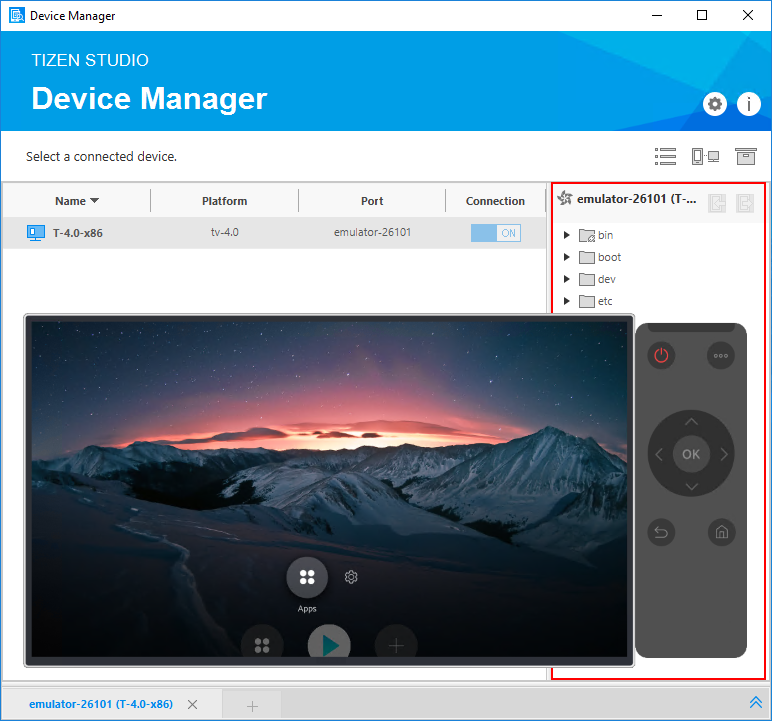 Device Manager
TIZEN STUDIO
Device Manager
i
Select a connected device.
Name Platform Port Connection
T-4.0-x86 tv-4.0 emulator-26101 ON
emulator-26101 (T-...
bin
boot
dev
etc
OK
Apps
emulator-26101 (T-4.0-x86)